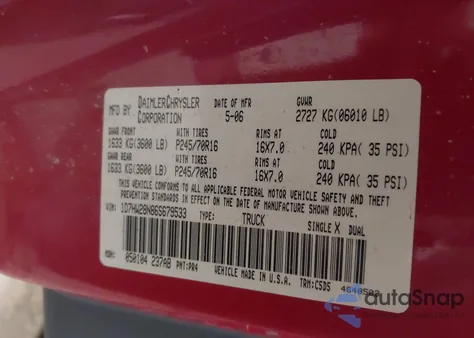 MFD BY DAIMLERCHRYSLER CORPORATION DATE OF MFR 5-06 GVWR 2727 KG(06010 LB)
GAWR FRONT WITH TIRES RIMS AT COLD
1633 KG(3600 LB) P245/70R16 16X7.0 240 KPA( 35 PSI)
GAWR REAR WITH TIRES RIMS AT COLD
1633 KG(3600 LB) P245/70R16 16X7.0 240 KPA( 35 PSI)
THIS VEHICLE CONFORMS TO ALL APPLICABLE FEDERAL MOTOR VEHICLE SAFETY AND THEFT
PREVENTION STANDARDS IN EFFECT ON THE DATE OF MANUFACTURE SHOWN ABOVE.
VIN: 1D7HW28N86S679533 TYPE: TRUCK SINGLE X DUAL
MDH: 050104 237AB PNT:PR4 VEHICLE MADE IN U.S.A. TRM:CSD5
autoSnap